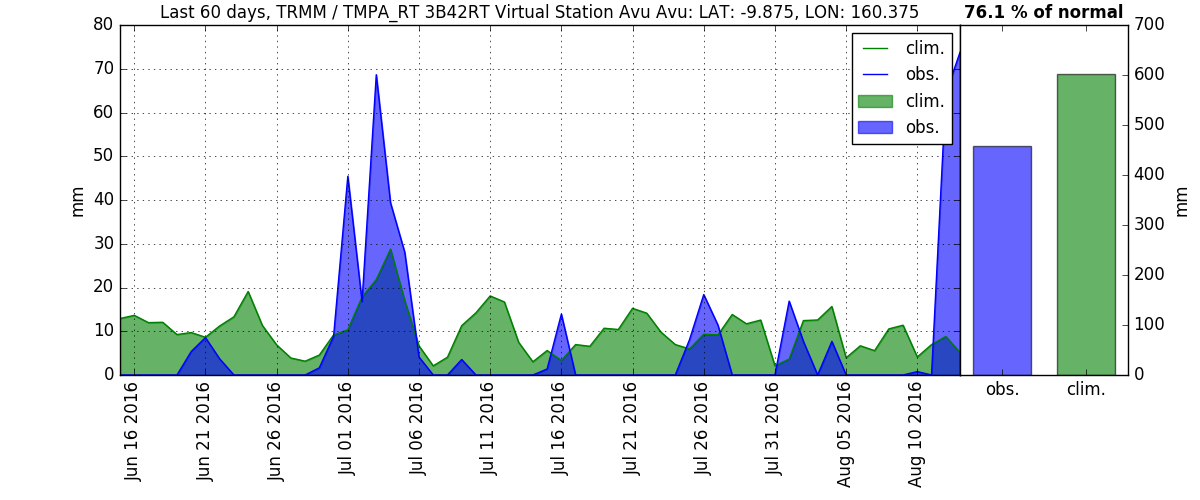 Last 60 days, TRMM / TMPA_RT 3B42RT Virtual Station Avu Avu: LAT: -9.875, LON: 160.375
76.1 % of normal
80
70
60
50
40
30
20
10
0
mm
clim.
obs.
clim.
obs.
Jun 16 2016
Jun 21 2016
Jun 26 2016
Jul 01 2016
Jul 06 2016
Jul 11 2016
Jul 16 2016
Jul 21 2016
Jul 26 2016
Jul 31 2016
Aug 05 2016
Aug 10 2016
700
600
500
400
300
200
100
0
mm
obs.
clim.